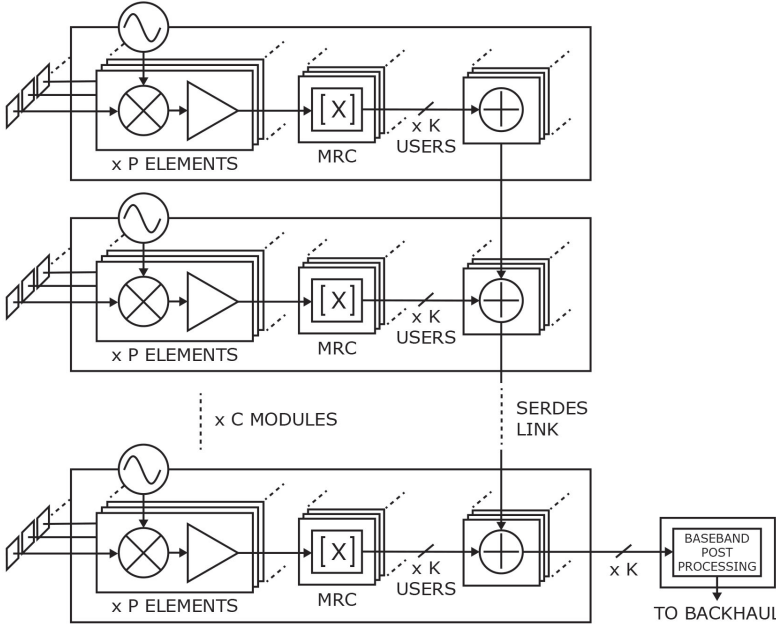 [X]
x P ELEMENTS
MRC
x K
USERS
[X]
x P ELEMENTS
MRC
x K
USERS
x C MODULES
SERDES
LINK
[X]
x P ELEMENTS
MRC
x K
USERS
x K
BASEBAND
POST
PROCESSING
TO BACKHAUL